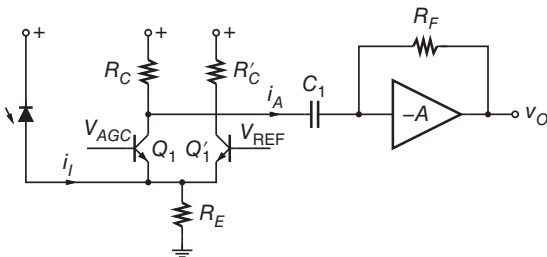 + + +
R_F
R_C R'_C
C_1
i_A
-A
v_O
V_AGC Q_1 Q'_1 V_REF
i_I
R_E